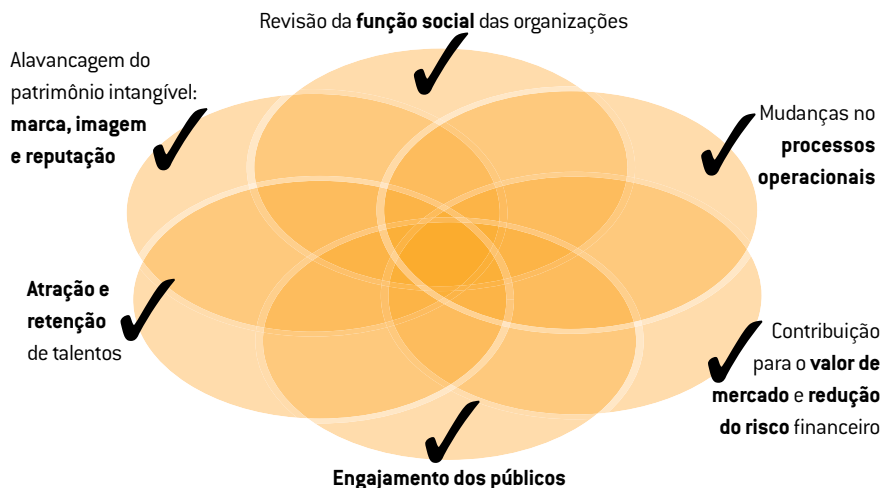 Revisão da função social das organizações
Alavancagem do
patrimônio intangível:
marca, imagem
e reputação
Mudanças no
processos
operacionais
Atração e
retenção
de talentos
Contribuição
para o valor de
mercado e redução
do risco financeiro
Engajamento dos públicos